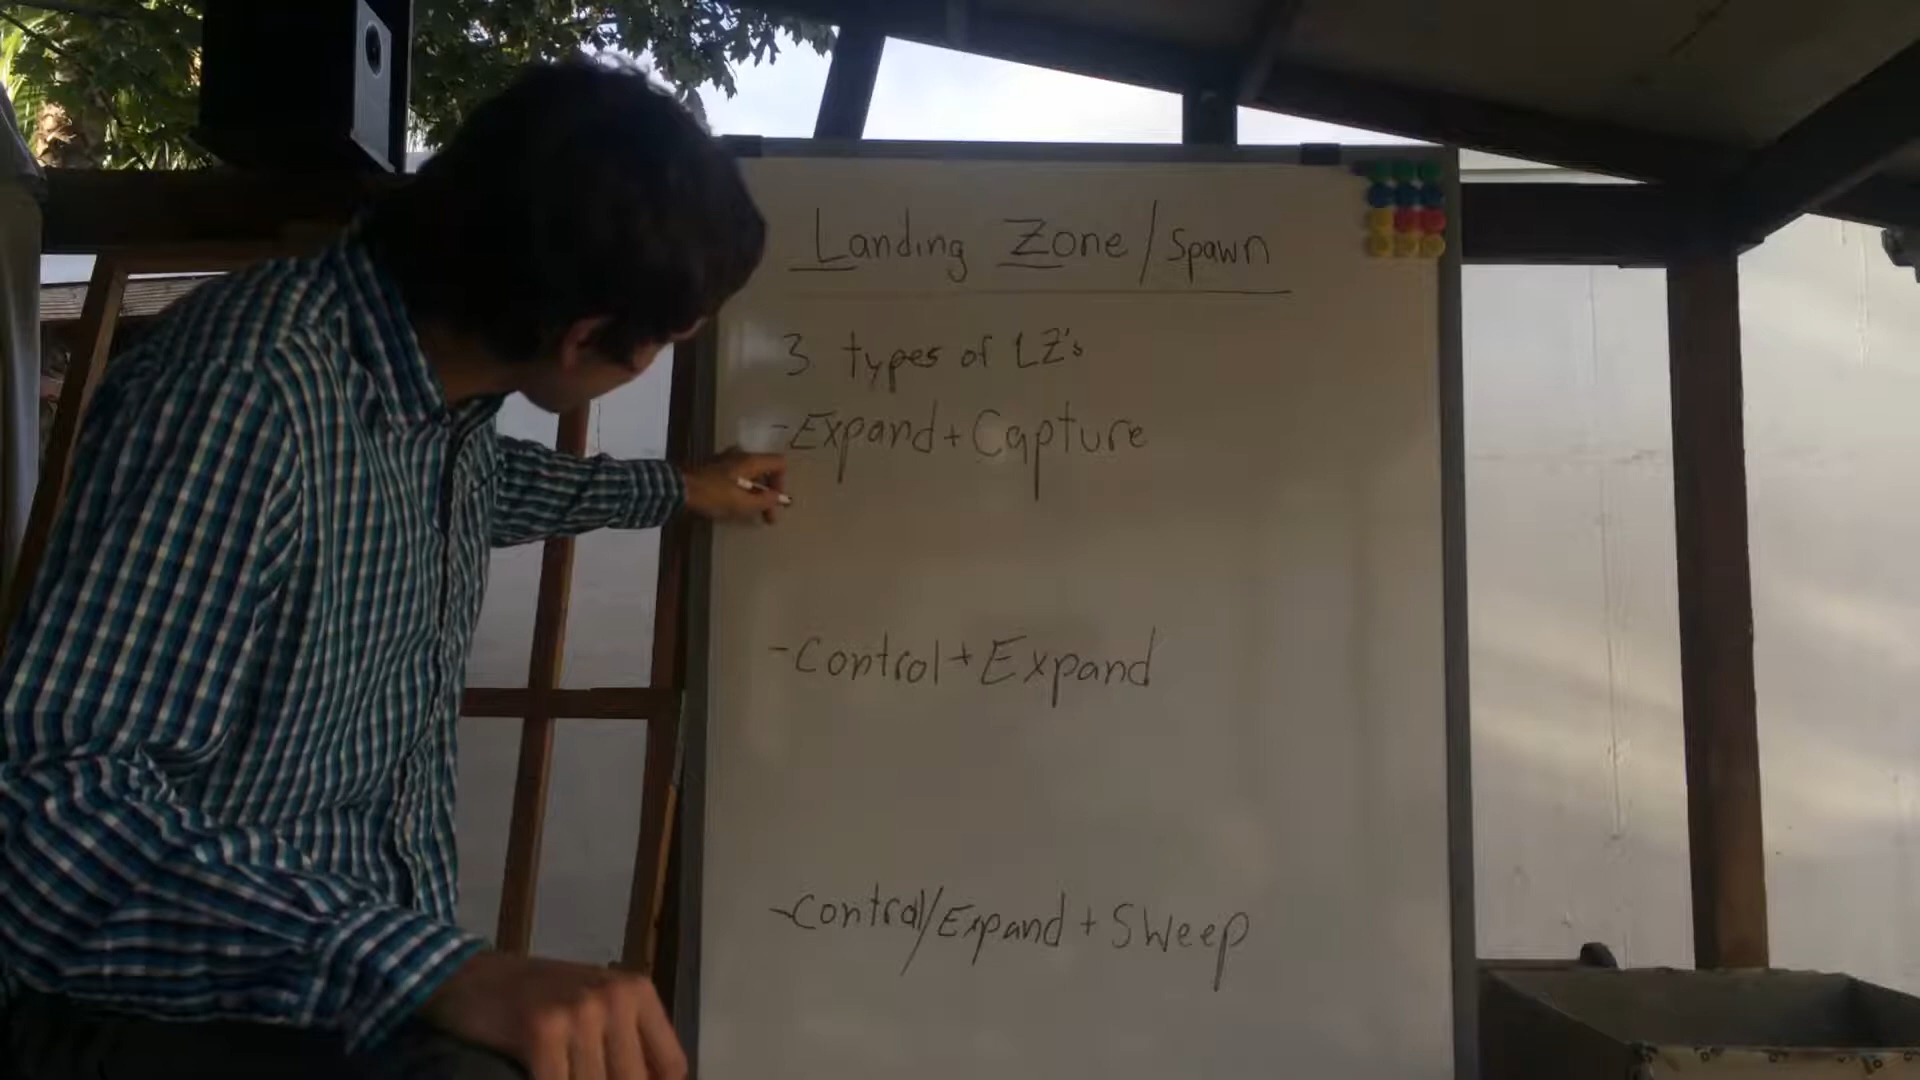 Landing Zone/Spawn
3 types of LZ's
-Expand+Capture
-Control+Expand
-Control/Expand + Sweep